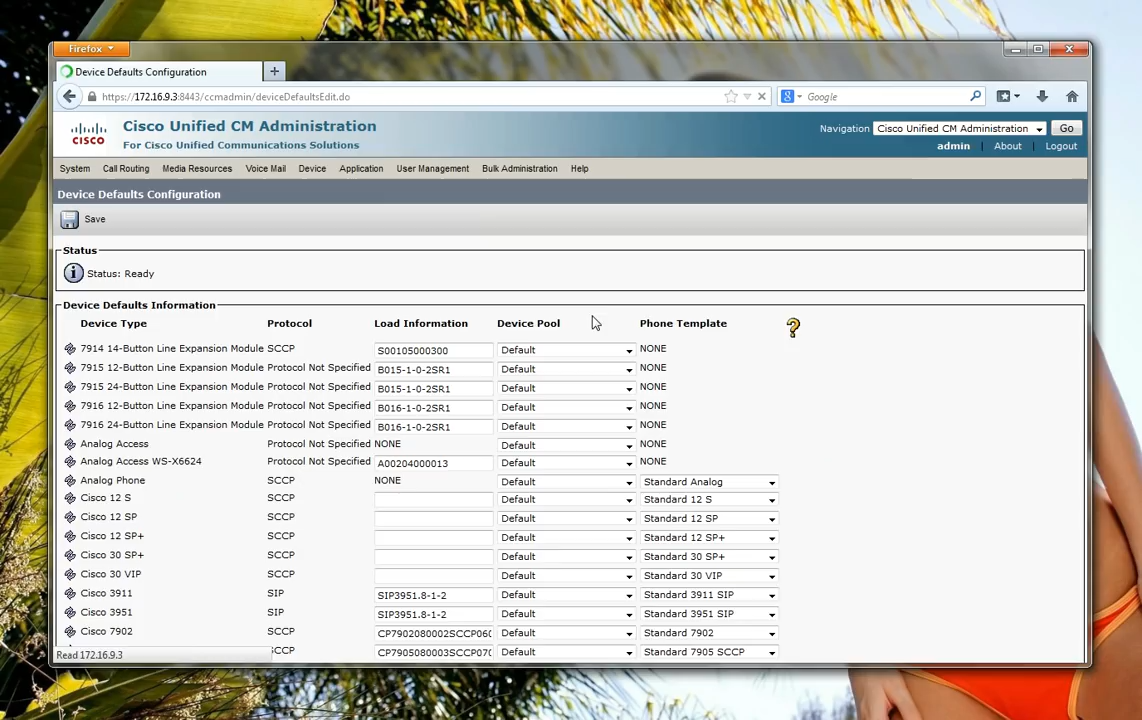 Firefox
Device Defaults Configuration
https://172.16.9.3:8443/ccmadmin/deviceDefaultsEdit.do
Google
CISCO
Cisco Unified CM Administration
For Cisco Unified Communications Solutions
Navigation Cisco Unified CM Administration Go
admin About Logout
System Call Routing Media Resources Voice Mail Device Application User Management Bulk Administration Help
Device Defaults Configuration
Save
Status
Status: Ready
Device Defaults Information
Device Type Protocol Load Information Device Pool Phone Template
7914 14-Button Line Expansion Module SCCP S00105000300 Default NONE
7915 12-Button Line Expansion Module Protocol Not Specified B015-1-0-2SR1 Default NONE
7915 24-Button Line Expansion Module Protocol Not Specified B015-1-0-2SR1 Default NONE
7916 12-Button Line Expansion Module Protocol Not Specified B016-1-0-2SR1 Default NONE
7916 24-Button Line Expansion Module Protocol Not Specified B016-1-0-2SR1 Default NONE
Analog Access Protocol Not Specified NONE Default NONE
Analog Access WS-X6624 Protocol Not Specified A00204000013 Default NONE
Analog Phone SCCP NONE Default Standard Analog
Cisco 12 S SCCP Default Standard 12 S
Cisco 12 SP SCCP Default Standard 12 SP
Cisco 12 SP+ SCCP Default Standard 12 SP+
Cisco 30 SP+ SCCP Default Standard 30 SP+
Cisco 30 VIP SCCP Default Standard 30 VIP
Cisco 3911 SIP SIP3951.8-1-2 Default Standard 3911 SIP
Cisco 3951 SIP SIP3951.8-1-2 Default Standard 3951 SIP
Cisco 7902 SCCP CP7902080002SCCP060 Default Standard 7902
SCCP CP7905080003SCCP070 Default Standard 7905 SCCP
Read 172.16.9.3